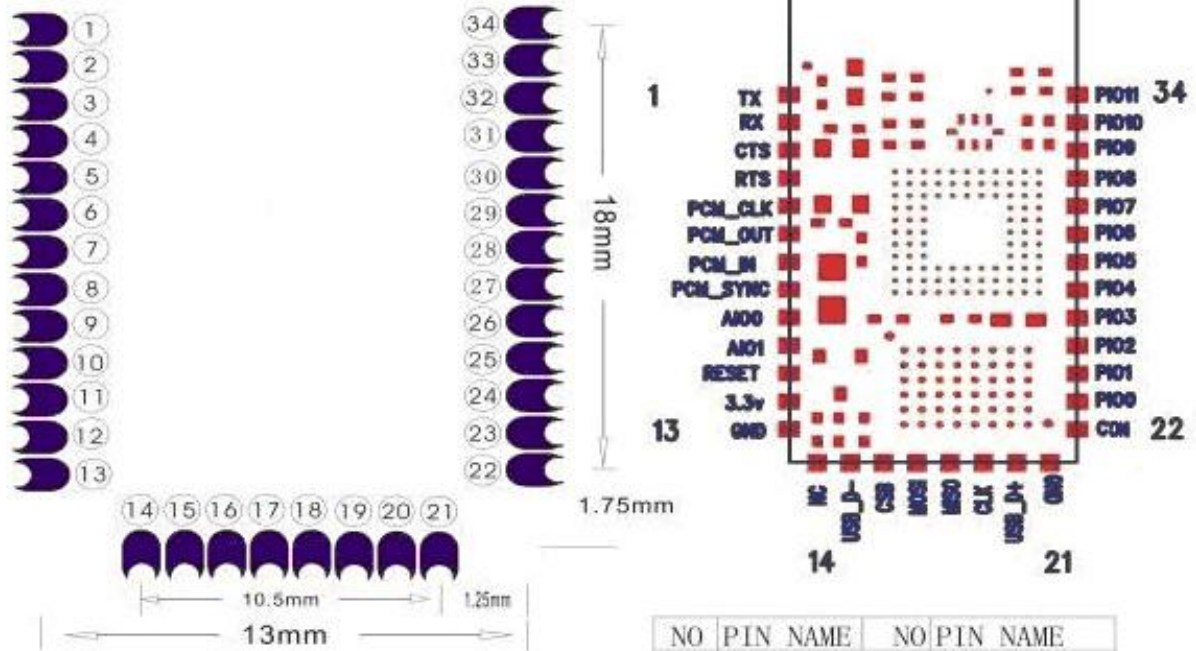 1
2
3
4
5
6
7
8
9
10
11
12
13
14 15 16 17 18 19 20 21
34
33
32
31
30
29
28
27
26
25
24
23
22
18mm
1.75mm
10.5mm
1.25mm
13mm
1
13
TX
RX
CTS
RTS
PCM_CLK
PCM_OUT
PCM_IN
PCM_SYNC
AIO0
AIO1
RESET
3.3v
GND
NC
USB_D-
CSB
MOSI
MISO
CLK
USB_D+
GND
14
21
PIO11
PIO10
PIO9
PIO8
PIO7
PIO6
PIO5
PIO4
PIO3
PIO2
PIO1
PIO0
34
22
NO PIN NAME NO PIN NAME